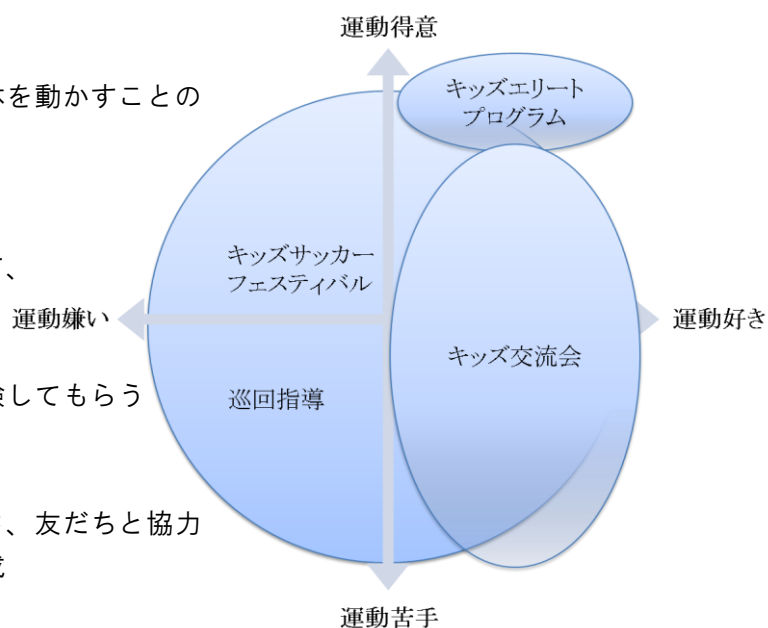 運動得意
体を動かすことの
キッズエリート
プログラム
キッズサッカー
フェスティバル
、
運動嫌い
運動好き
キッズ交流会
験してもらう
巡回指導
、友だちと協力
成
運動苦手